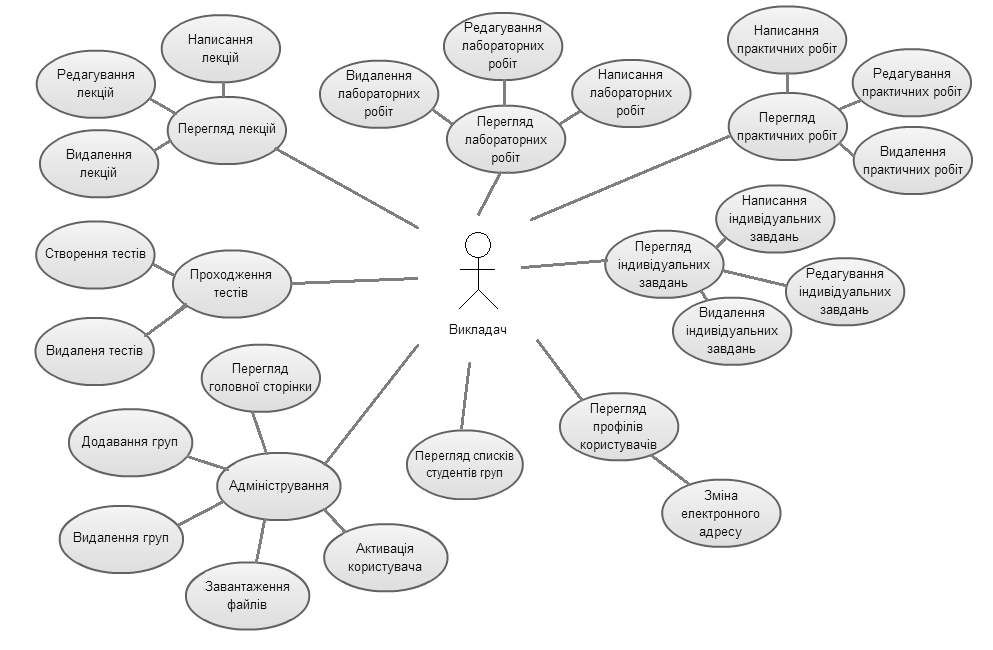 Написання
лекцій
Редагування
лекцій
Перегляд лекцій
Видалення
лекцій
Редагування
лабораторних
робіт
Видалення
лабораторних
робіт
Написання
лабораторних
робіт
Перегляд
лабораторних
робіт
Написання
практичних робіт
Редагування
практичних робіт
Перегляд
практичних робіт
Видалення
практичних робіт
Написання
індивідуальних
завдань
Перегляд
індивідуальних
завдань
Редагування
індивідуальних
завдань
Видалення
індивідуальних
завдань
Створення тестів
Проходження
тестів
Видаленя тестів
Викладач
Перегляд
головної сторінки
Додавання груп
Адміністрування
Видалення груп
Завантаження
файлів
Активація
користувача
Перегляд списків
студентів груп
Перегляд
профілів
користувачів
Зміна
електронного
адресу